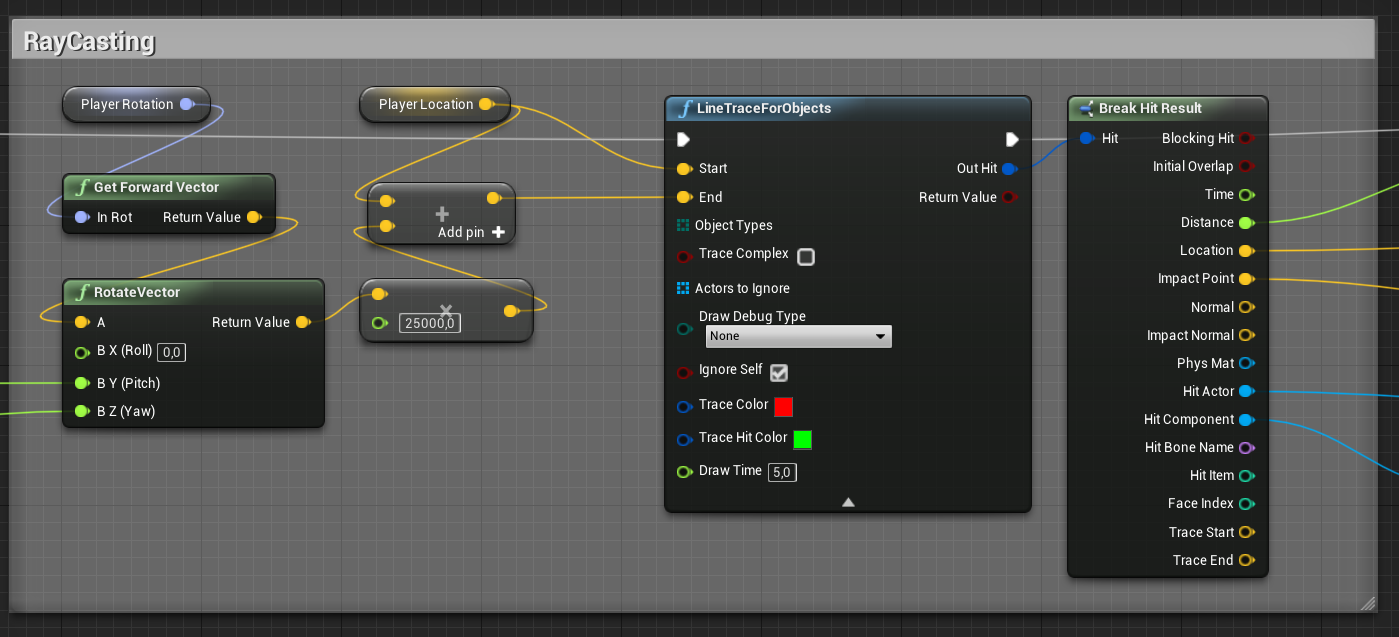 RayCasting
Player Rotation
Get Forward Vector
In Rot Return Value
RotateVector
A Return Value
B X (Roll) 0,0
B Y (Pitch)
B Z (Yaw)
Player Location
Add pin
25000,0
LineTraceForObjects
Start Out Hit
End Return Value
Object Types
Trace Complex
Actors to Ignore
Draw Debug Type
None
Ignore Self
Trace Color
Trace Hit Color
Draw Time 5,0
Break Hit Result
Hit Blocking Hit
Initial Overlap
Time
Distance
Location
Impact Point
Normal
Impact Normal
Phys Mat
Hit Actor
Hit Component
Hit Bone Name
Hit Item
Face Index
Trace Start
Trace End